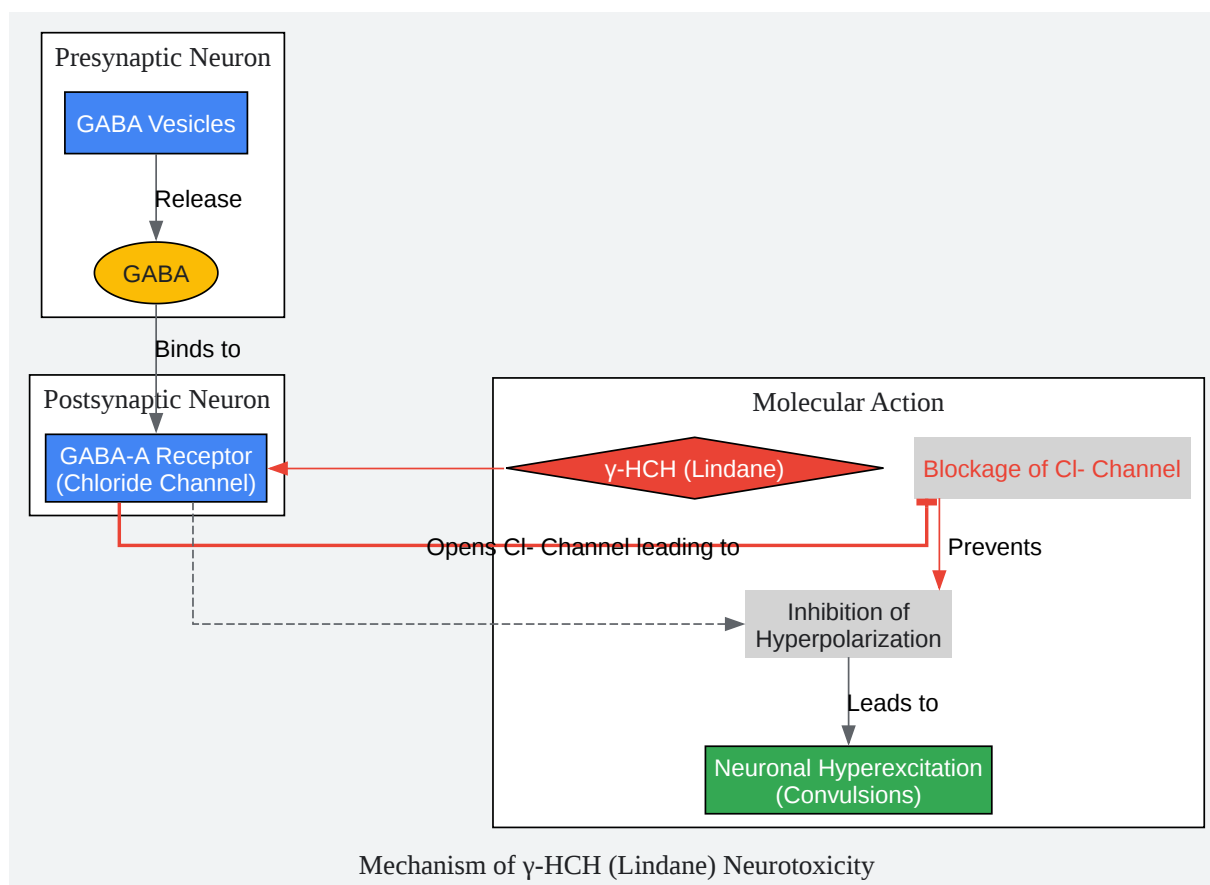 Presynaptic Neuron
GABA Vesicles
Release
GABA
Binds to
Postsynaptic Neuron
GABA-A Receptor
(Chloride Channel)
Molecular Action
γ-HCH (Lindane)
Blockage of Cl- Channel
Opens Cl- Channel leading to
Prevents
Inhibition of
Hyperpolarization
Leads to
Neuronal Hyperexcitation
(Convulsions)
Mechanism of γ-HCH (Lindane) Neurotoxicity